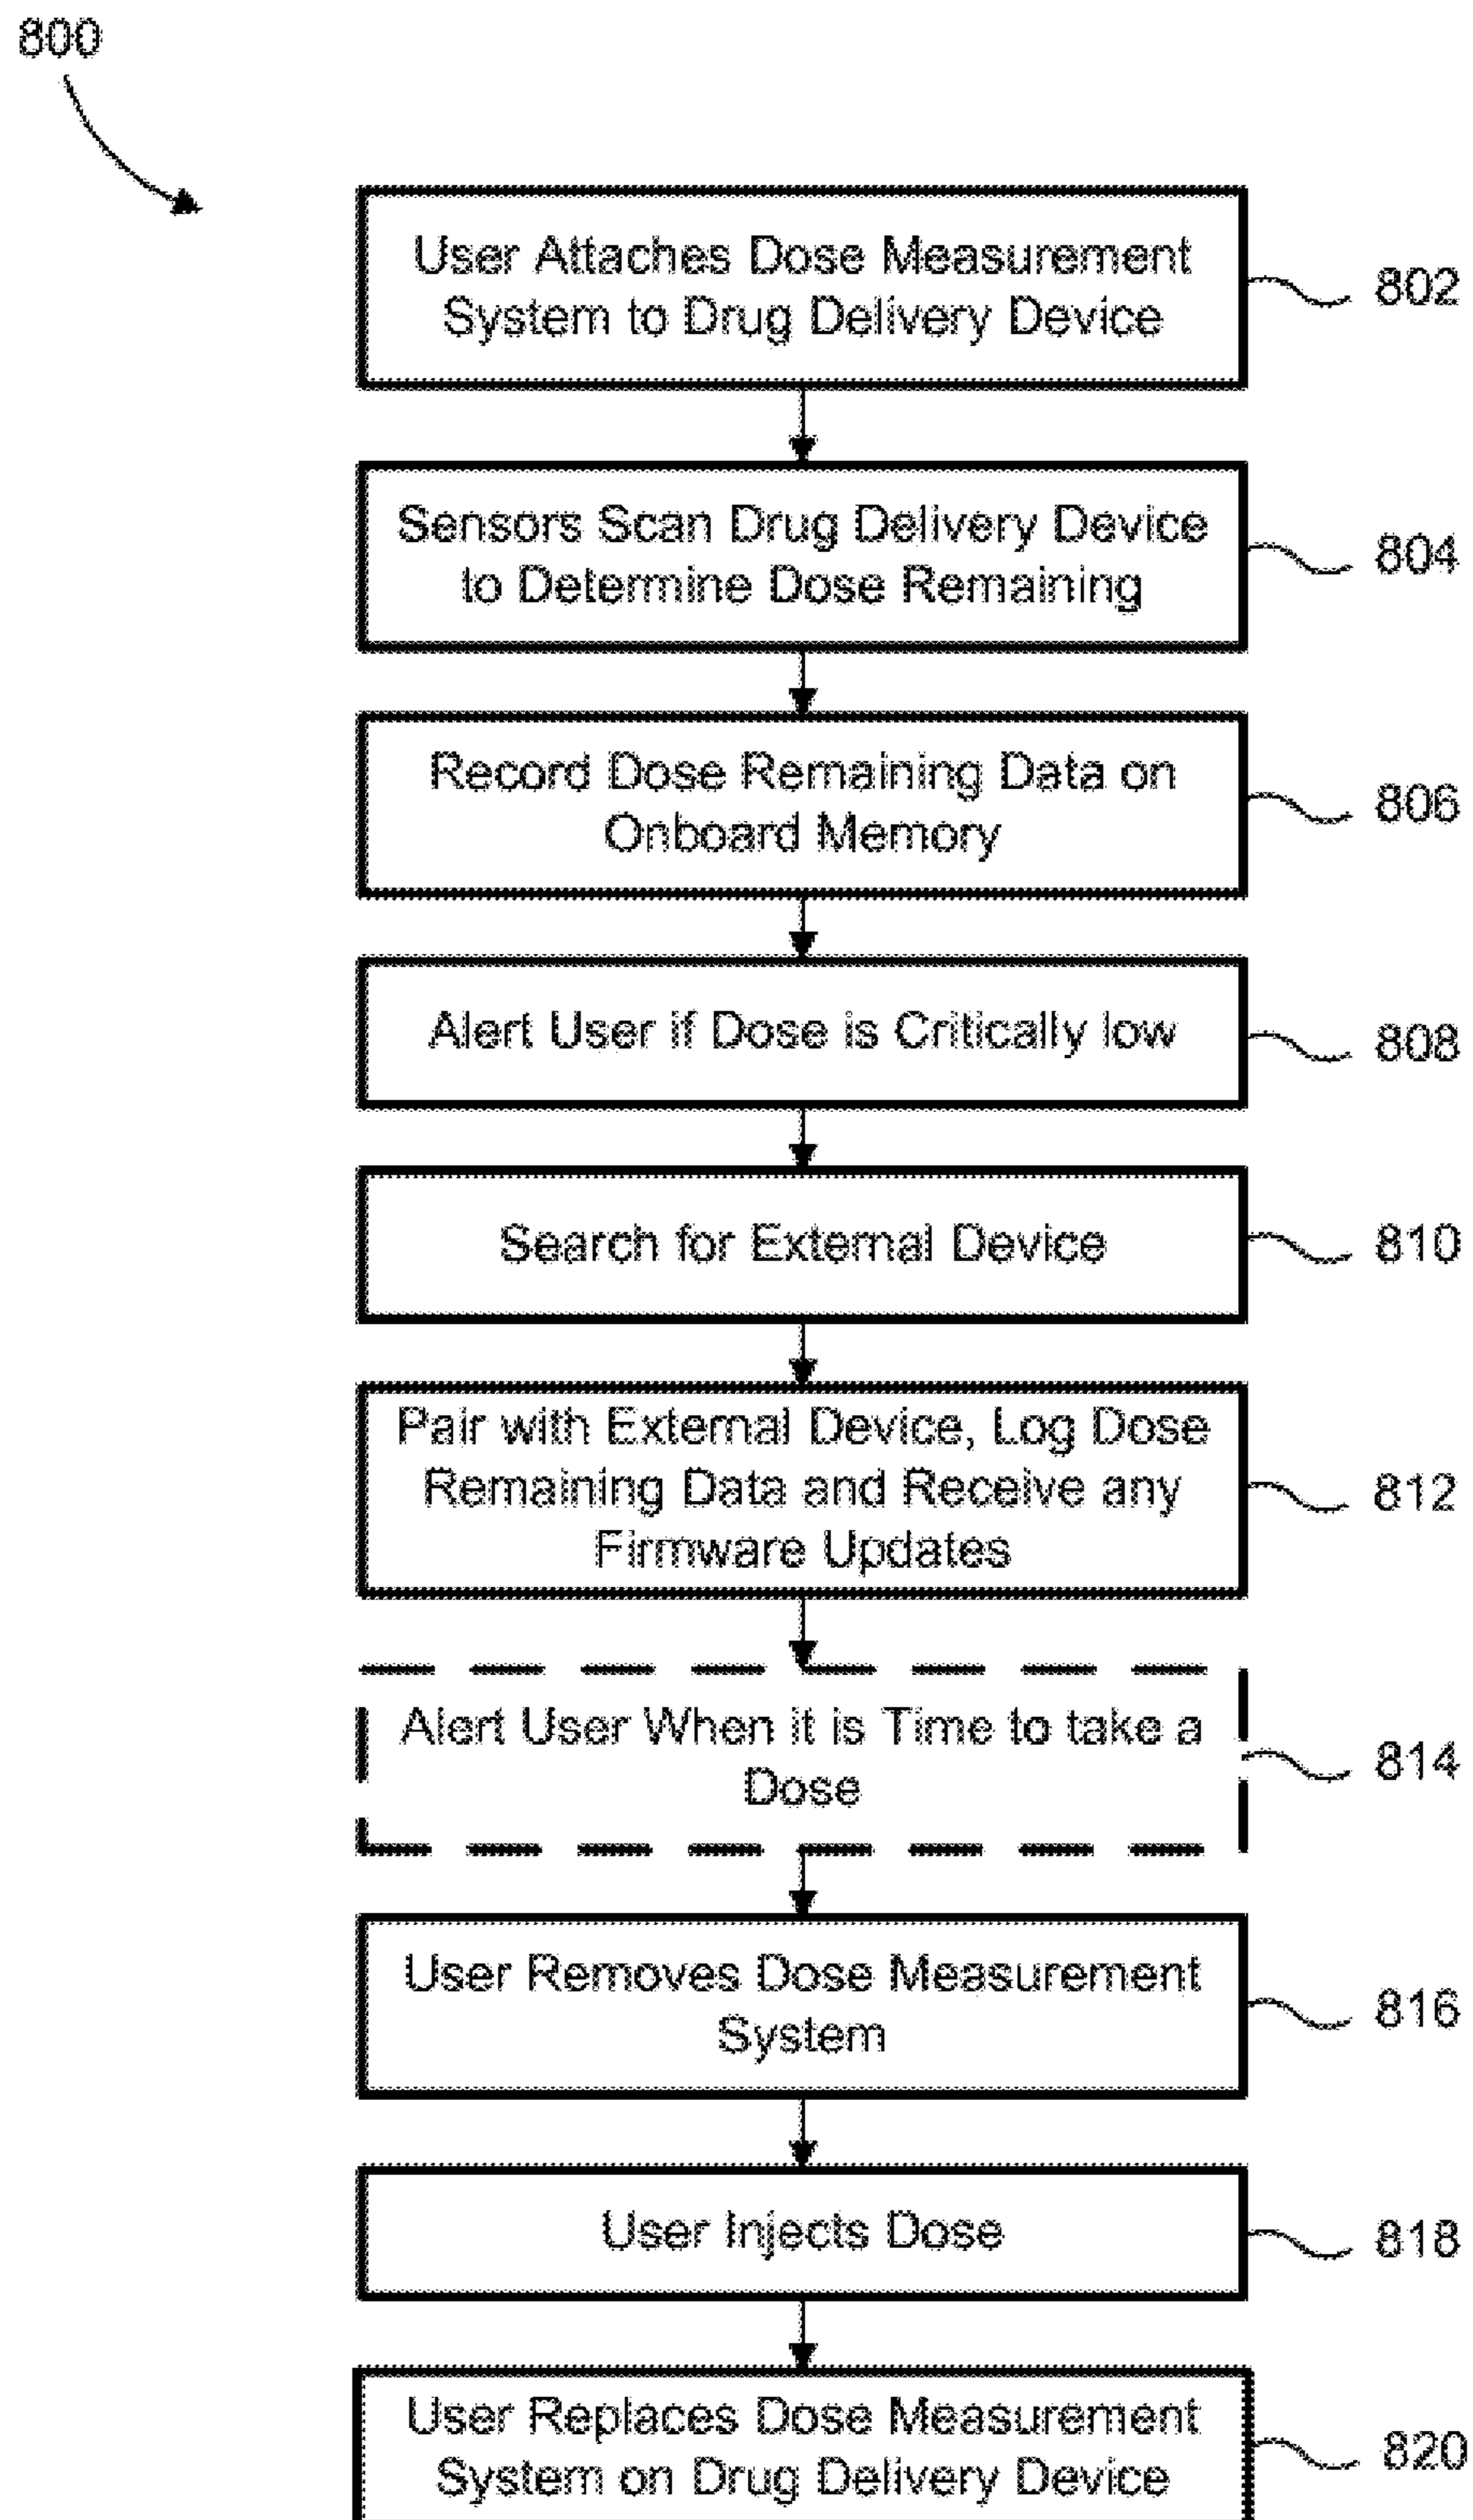 800
User Attaches Dose Measurement
System to Drug Delivery Device
802
Sensors Scan Drug Delivery Device
to Determine Dose Remaining
804
Record Dose Remaining Data on
Onboard Memory
806
Alert User if Dose is Critically low
808
Search for External Device
810
Pair with External Device, Log Dose
Remaining Data and Receive any
Firmware Updates
812
Alert User When it is Time to take a
Dose
814
User Removes Dose Measurement
System
816
User Injects Dose
818
User Replaces Dose Measurement
System on Drug Delivery Device
820